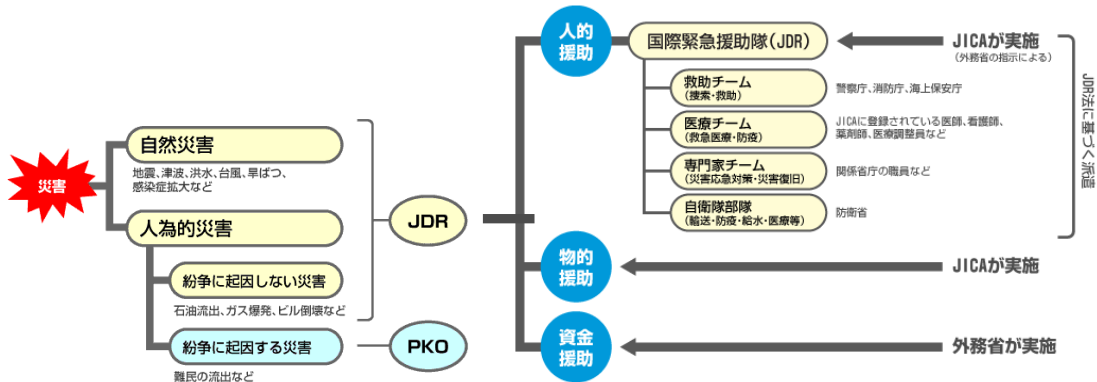 災害
自然災害
地震、津波、洪水、台風、旱ばつ、
感染症拡大など
人為的災害
紛争に起因しない災害
石油流出、ガス爆発、ビル倒壊など
紛争に起因する災害
難民の流出など
JDR
PKO
人的
援助
国際緊急援助隊(JDR)
JICAが実施
(外務省の指示による)
救助チーム
(捜索・救助)
警察庁、消防庁、海上保安庁
医療チーム
(救急医療・防疫)
JICAに登録されている医師、看護師、
薬剤師、医療調整員など
専門家チーム
(災害応急対策・災害復旧)
関係省庁の職員など
自衛隊部隊
(輸送・防疫・給水・医療等)
防衛省
JDR法に基づく派遣
物的
援助
JICAが実施
資金
援助
外務省が実施